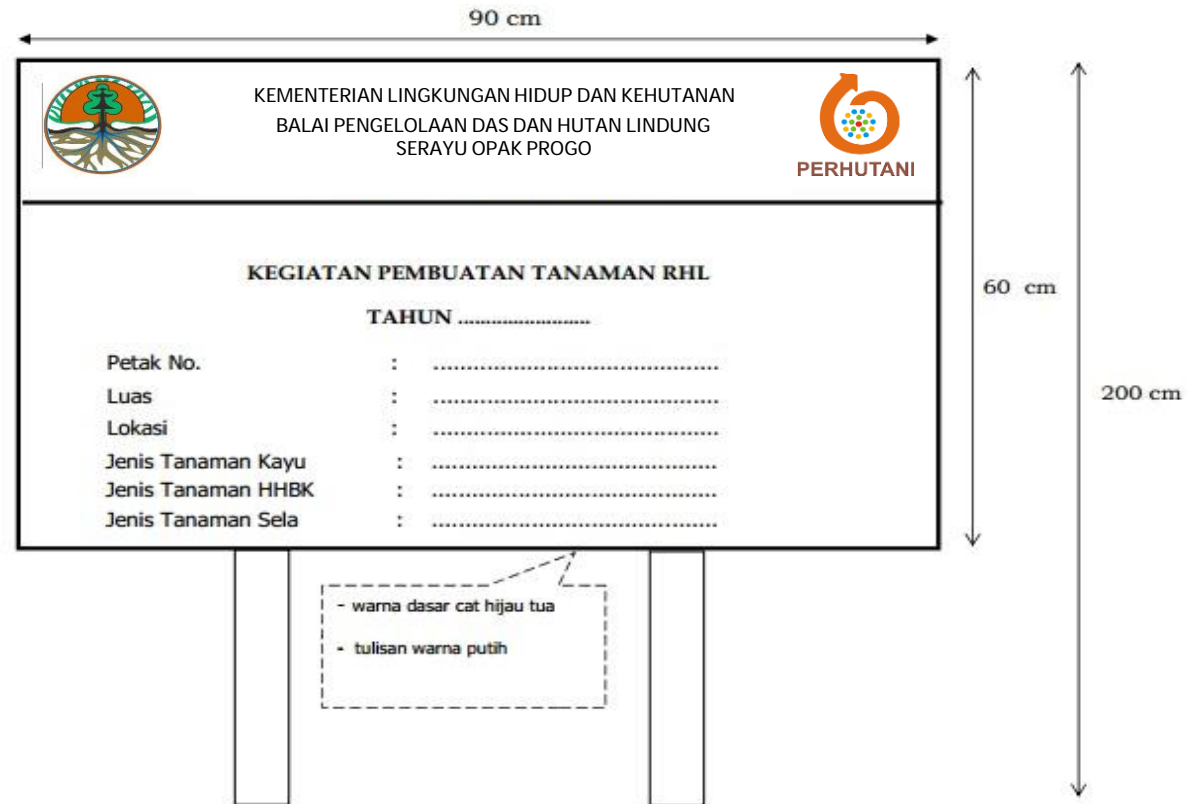 90 cm
KEMENTERIAN LINGKUNGAN HIDUP DAN KEHUTANAN
BALAI PENGELOLAAN DAS DAN HUTAN LINDUNG
SERAYU OPAK PROGO
PERHUTANI
KEGIATAN PEMBUATAN TANAMAN RHL
TAHUN .........................
60 cm
Petak No. : ...........................................
Luas : ...........................................
200 cm
Lokasi : ...........................................
Jenis Tanaman Kayu : ...........................................
Jenis Tanaman HHBK : ...........................................
Jenis Tanaman Sela : ...........................................
- warna dasar cat hijau tua
- tulisan warna putih